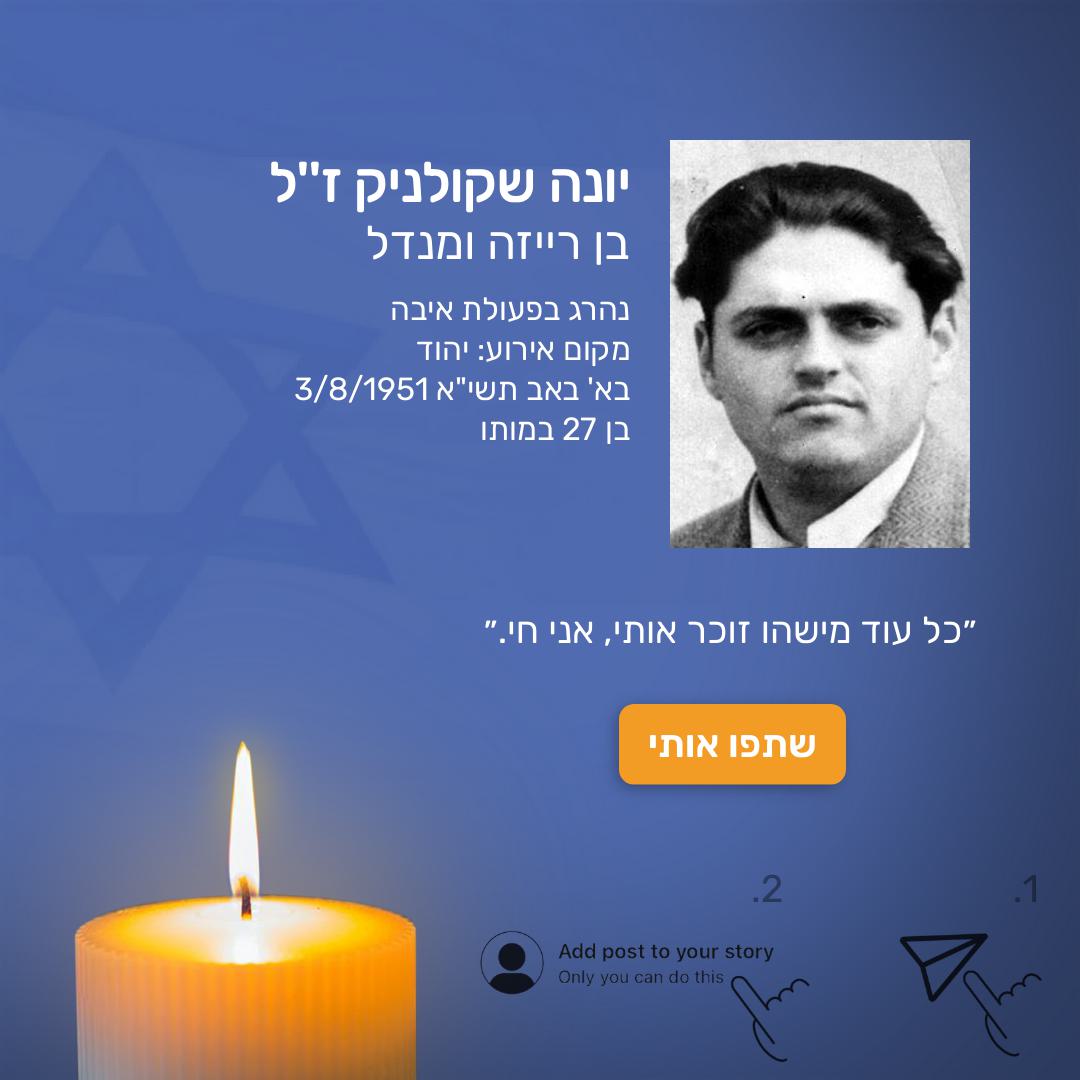 יונה שקולניק ז"ל
בן רייזה ומנדל
נהרג בפעולת איבה
מקום אירוע: יהוד
בא' באב תשי"א 3/8/1951
בן 27 במותו
״כל עוד מישהו זוכר אותי, אני חי.״
שתפו אותי
1.
2.
Add post to your story
Only you can do this